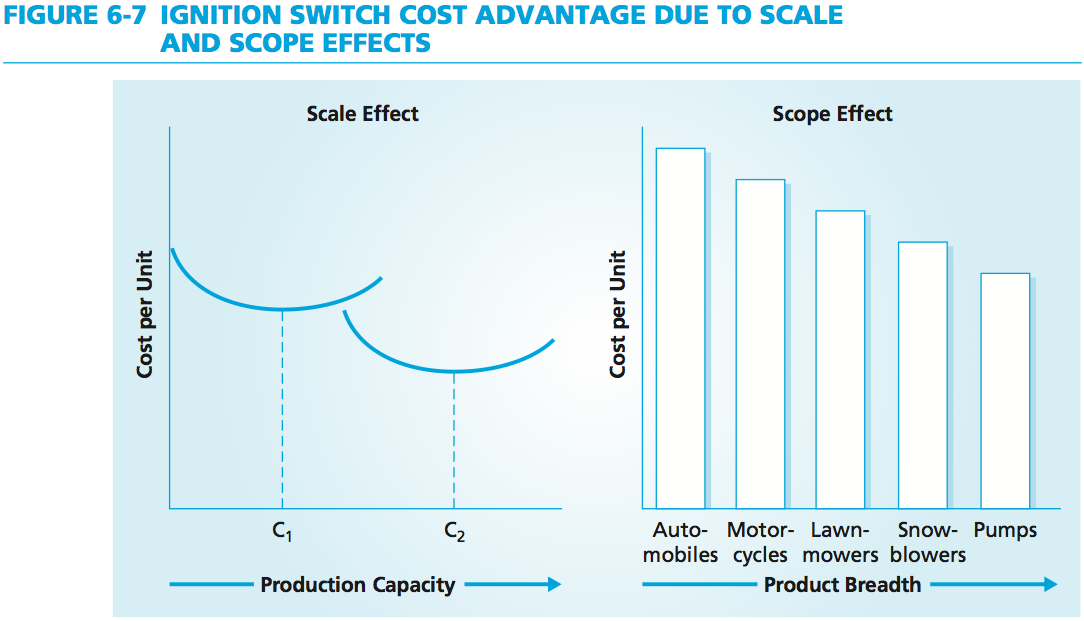 FIGURE 6-7 IGNITION SWITCH COST ADVANTAGE DUE TO SCALE
AND SCOPE EFFECTS
Scale Effect
Cost per Unit
C1
C2
Production Capacity
Scope Effect
Cost per Unit
Auto- Motor- Lawn- Snow- Pumps
mobiles cycles mowers blowers
Product Breadth